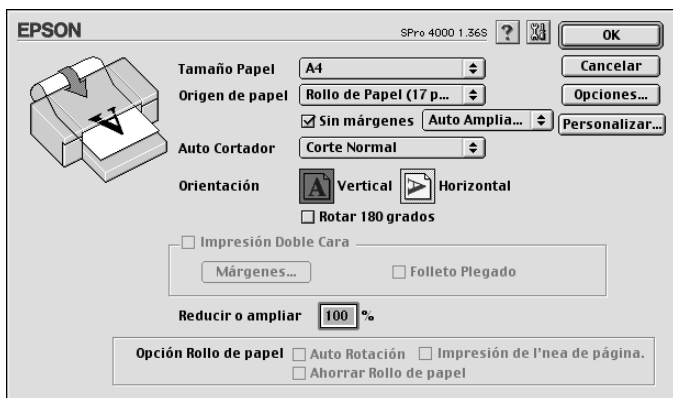 EPSON SPro 4000 1.36S ? OK
Tamaño Papel A4 Cancelar
Origen de papel Rollo de Papel (17 p... Opciones...
Sin márgenes Auto Amplia... Personalizar...
Auto Cortador Corte Normal
Orientación Vertical Horizontal
Rotar 180 grados
Impresión Doble Cara
Márgenes... Folleto Plegado
Reducir o ampliar 100 %
Opción Rollo de papel Auto Rotación Impresión de l'nea de página.
Ahorrar Rollo de papel